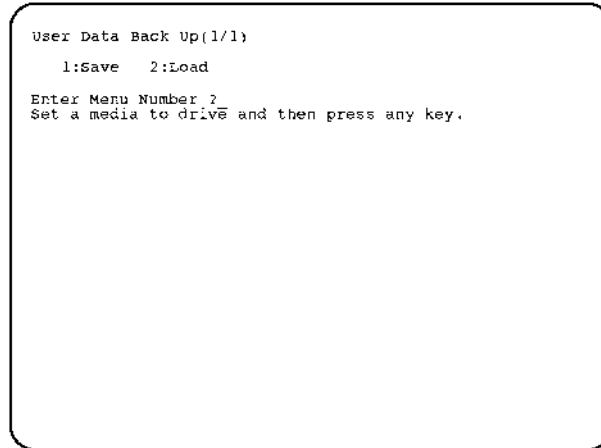 User Data Back Up(1/1)
1:Save 2:Load
Enter Menu Number ?_
Set a media to drive and then press any key.